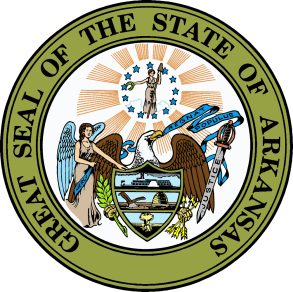 GREAT SEAL OF THE STATE OF ARKANSAS
REGNAT
POPULUS
JUSTICE